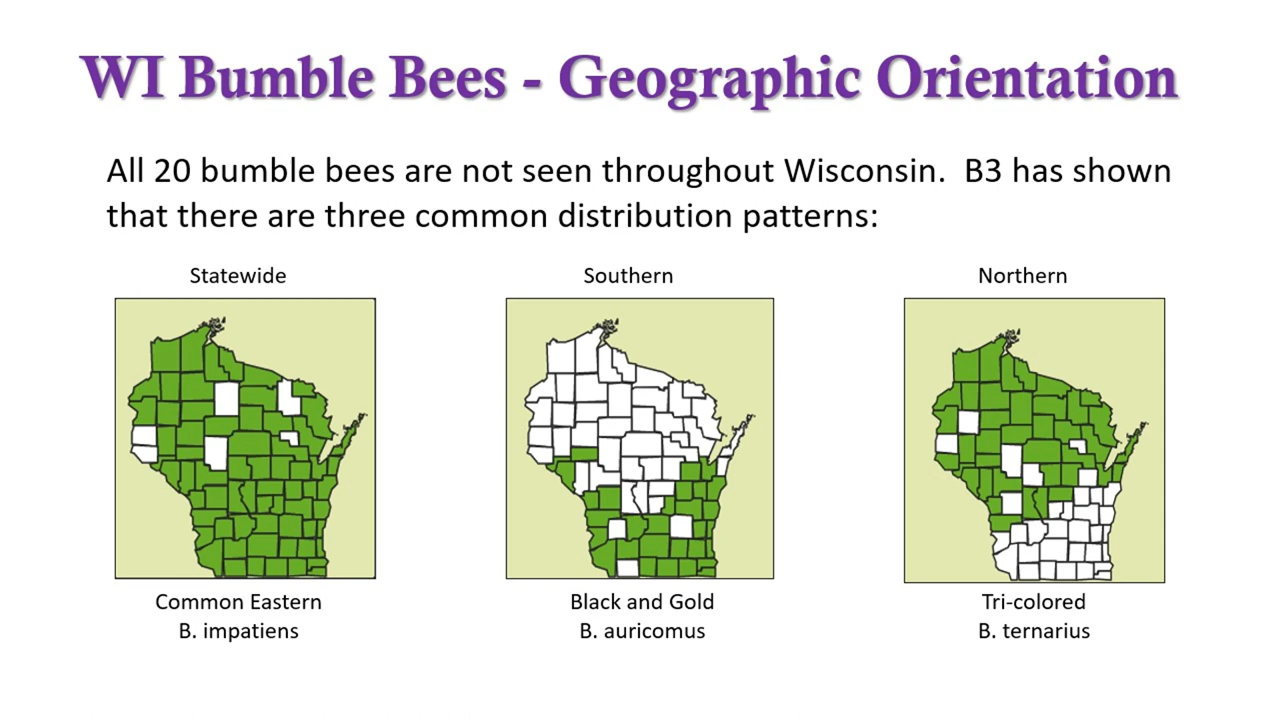 WI Bumble Bees - Geographic Orientation
All 20 bumble bees are not seen throughout Wisconsin.  B3 has shown
that there are three common distribution patterns:
Statewide
Southern
Northern
Common Eastern
B. impatiens
Black and Gold
B. auricomus
Tri-colored
B. ternarius